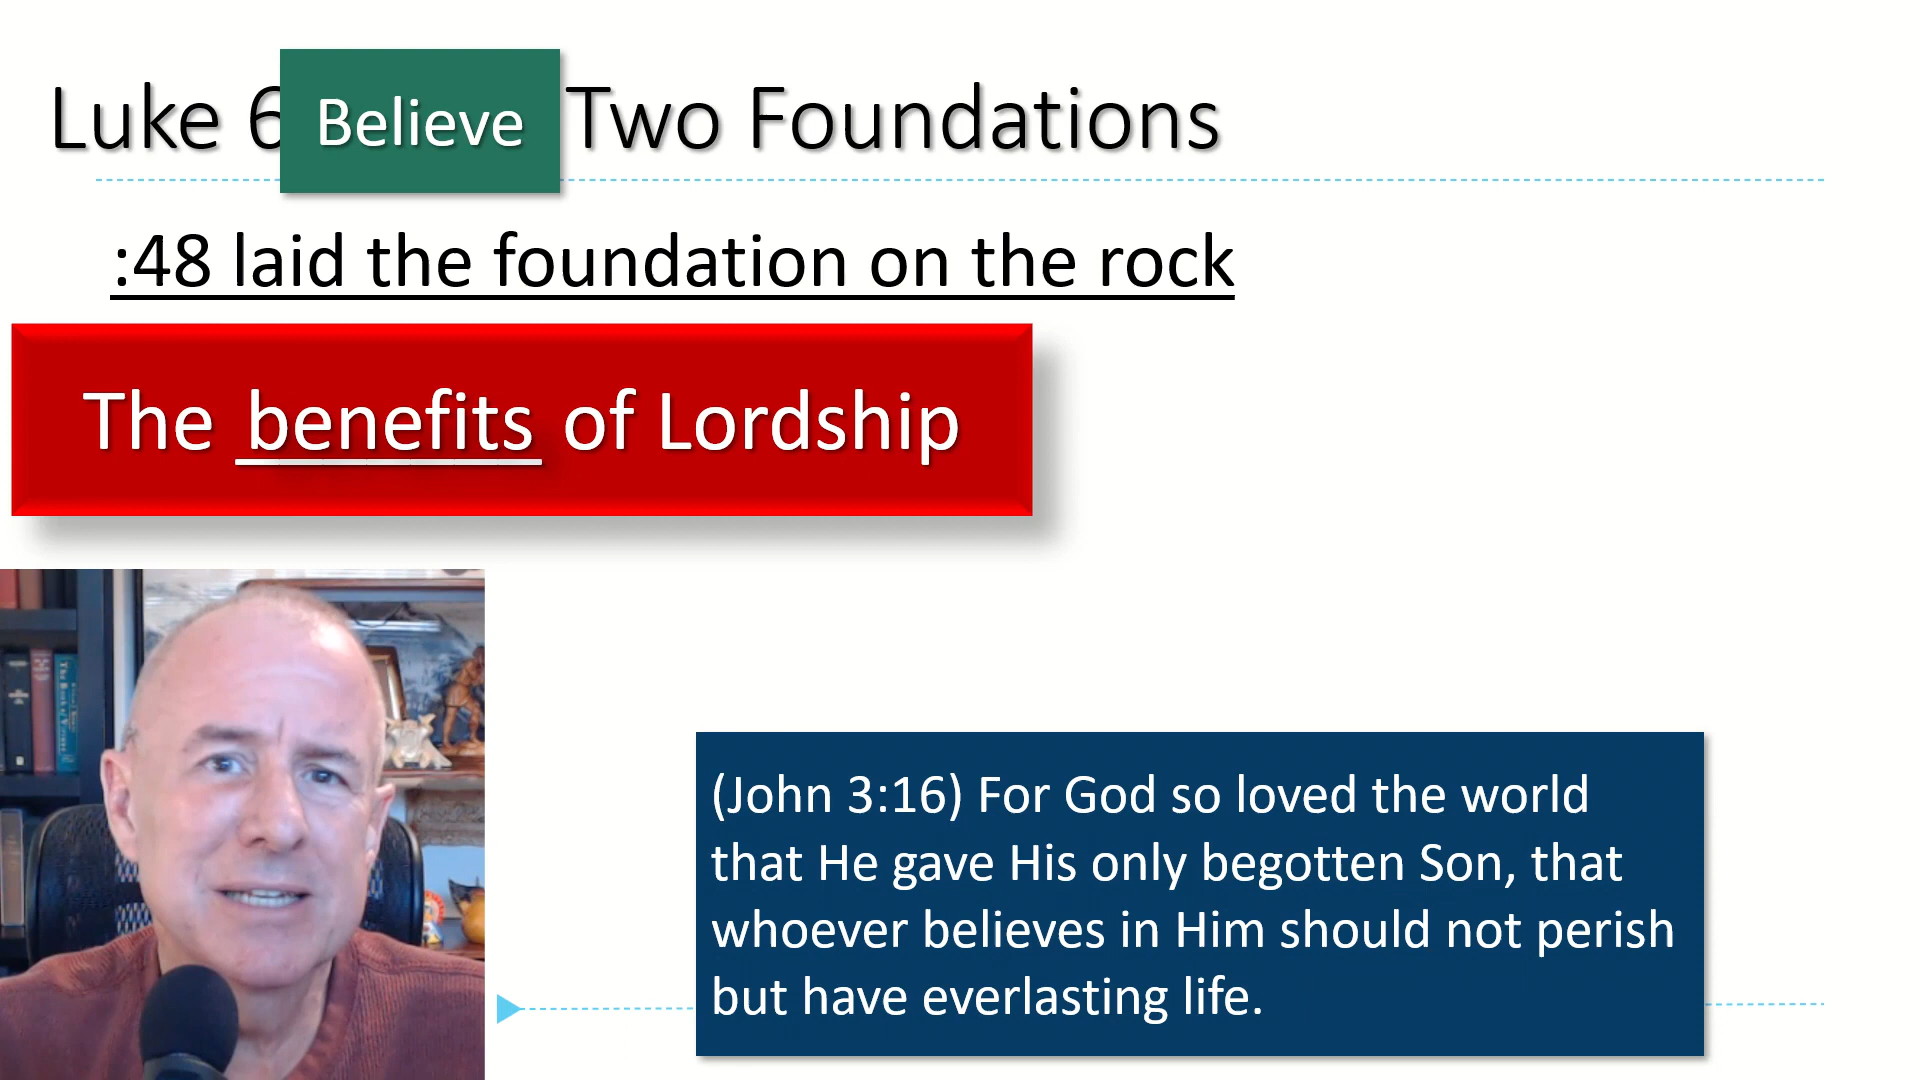 Luke 6 Believe Two Foundations
:48 laid the foundation on the rock
The benefits of Lordship
(John 3:16) For God so loved the world
that He gave His only begotten Son, that
whoever believes in Him should not perish
but have everlasting life.